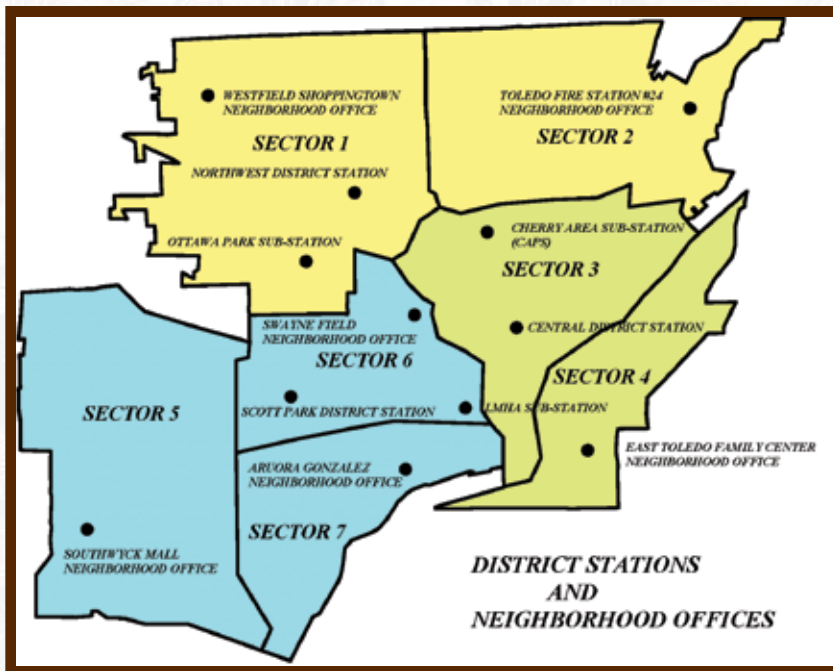 WESTFIELD SHOPPINGTOWN
NEIGHBORHOOD OFFICE
SECTOR 1
NORTHWEST DISTRICT STATION
OTTAWA PARK SUB-STATION
TOLEDO FIRE STATION #24
NEIGHBORHOOD OFFICE
SECTOR 2
CHERRY AREA SUB-STATION
(CAPS)
SECTOR 3
CENTRAL DISTRICT STATION
SECTOR 4
EAST TOLEDO FAMILY CENTER
NEIGHBORHOOD OFFICE
SWAYNE FIELD
NEIGHBORHOOD OFFICE
SECTOR 6
SCOTT PARK DISTRICT STATION
LMHA SUB-STATION
SECTOR 5
SOUTHWYCK MALL
NEIGHBORHOOD OFFICE
ARUORA GONZALEZ
NEIGHBORHOOD OFFICE
SECTOR 7
DISTRICT STATIONS
AND
NEIGHBORHOOD OFFICES